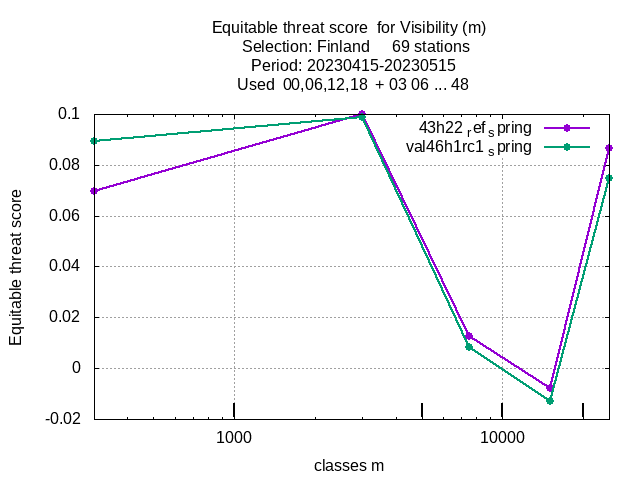 Equitable threat score for Visibility (m)
Selection: Finland 69 stations
Period: 20230415-20230515
Used 00,06,12,18 + 03 06 ... 48
0.1
0.08
0.06
0.04
0.02
0
-0.02
Equitable threat score
43h22 ref spring
val46h1rc1 spring
1000
10000
classes m